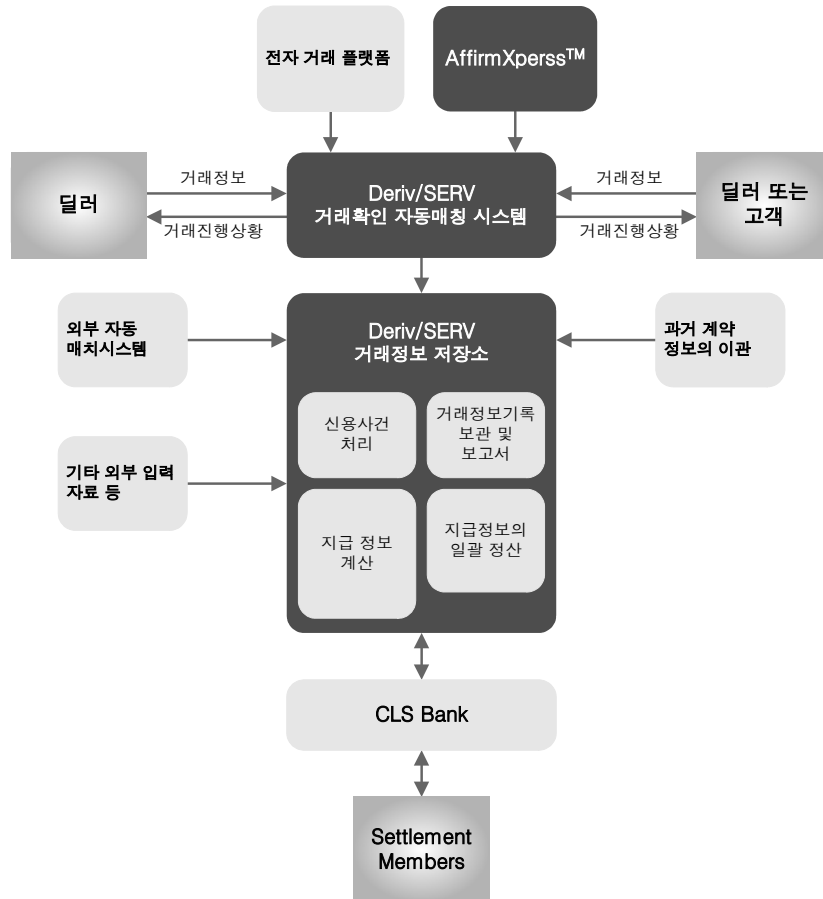 전자 거래 플랫폼
AffirmXperss™
딜러
거래정보
거래진행상황
Deriv/SERV
거래확인 자동매칭 시스템
거래정보
거래진행상황
딜러 또는
고객
외부 자동
매치시스템
Deriv/SERV
거래정보 저장소
과거 계약
정보의 이관
신용사건
처리
거래정보기록
보관 및
보고서
기타 외부 입력
자료 등
지급 정보
계산
지급정보의
일괄 정산
CLS Bank
Settlement
Members